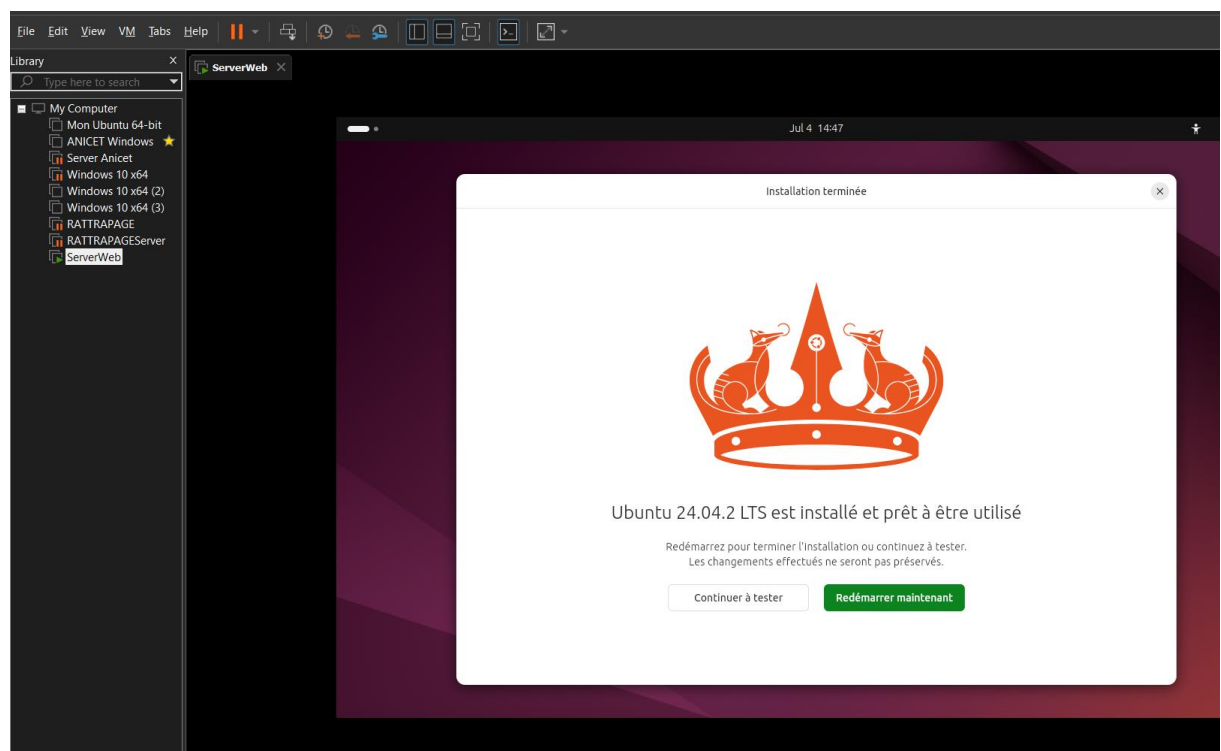 File Edit View VM Tabs Help
Library X
ServerWeb X
Type here to search
My Computer
Mon Ubuntu 64-bit
ANICET Windows
Server Anicet
Windows 10 x64
Windows 10 x64 (2)
Windows 10 x64 (3)
RATTRAPAGE
RATTRAPAGEServer
ServerWeb
Jul 4 14:47
Installation terminée
Ubuntu 24.04.2 LTS est installé et prêt à être utilisé
Redémarrez pour terminer l'installation ou continuez à tester.
Les changements effectués ne seront pas préservés.
Continuer à tester
Redémarrer maintenant